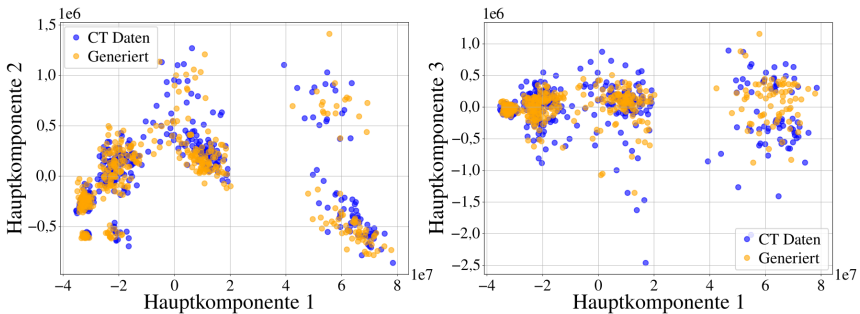 1e6
1.5
1.0
0.5
0.0
−0.5
−4
−2
0
2
4
6
8
1e7
Hauptkomponente 2
Hauptkomponente 1
CT Daten
Generiert
1e6
1.0
0.5
0.0
−0.5
−1.0
−1.5
−2.0
−2.5
−4
−2
0
2
4
6
8
1e7
Hauptkomponente 3
Hauptkomponente 1
CT Daten
Generiert